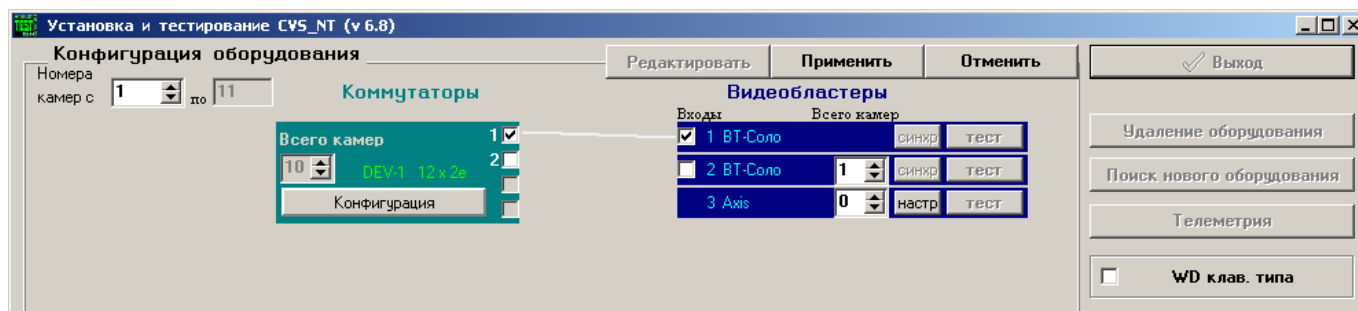 Установка и тестирование CVS_NT (v 6.8)
Конфигурация оборудования
Редактировать Применить Отменить Выход
Номера
камер с 1 по 11
Коммутаторы Видеобластеры
Входы Всего камер
Всего камер 1 1 BT-Соло синхр тест Удаление оборудования
10 DEV-1 12 x 2e 2 2 BT-Соло 1 синхр тест Поиск нового оборудования
Конфигурация 3 Axis 0 настр тест Телеметрия
WD клав. типа